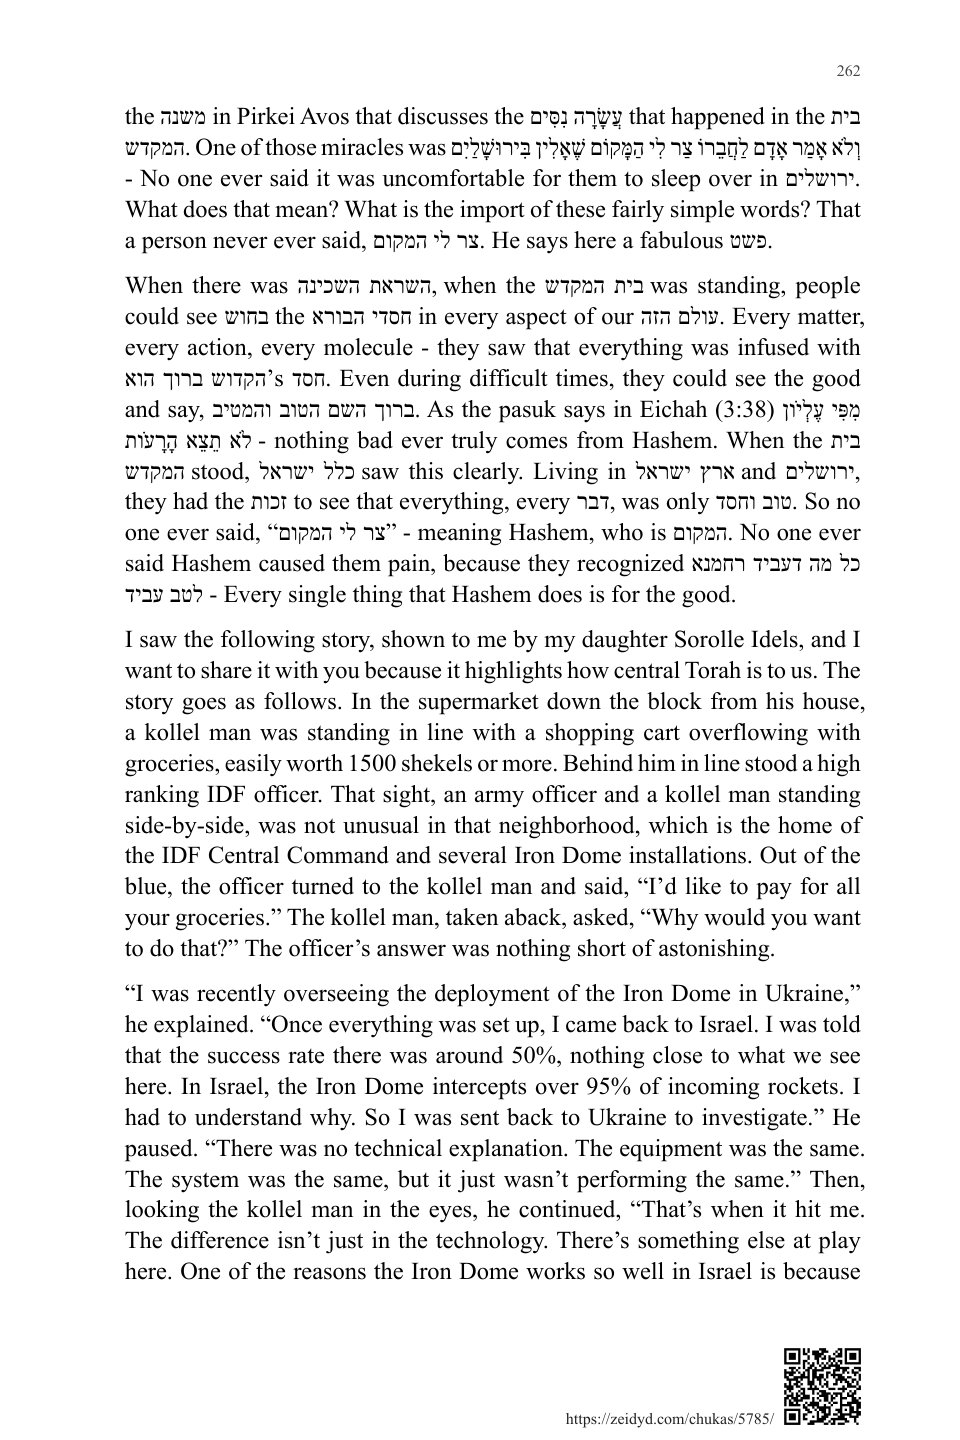 262
the משנה in Pirkei Avos that discusses the עֲשָׂרָה נִסִּים that happened in the בית
המקדש. One of those miracles was וְלֹא אָמַר אָדָם לַחֲבֵרוֹ צַר לִי הַמָּקוֹם שֶׁאָלִין בִּירוּשָׁלַיִם
- No one ever said it was uncomfortable for them to sleep over in ירושלים.
What does that mean? What is the import of these fairly simple words? That
a person never ever said, צר לי המקום. He says here a fabulous פשט.
When there was השראת השכינה, when the בית המקדש was standing, people
could see בחוש the חסדי הבורא in every aspect of our עולם הזה. Every matter,
every action, every molecule - they saw that everything was infused with
הקדוש ברוך הוא’s חסד. Even during difficult times, they could see the good
and say, ברוך השם הטוב והמטיב. As the pasuk says in Eichah (3:38) מִפִּי עֶלְיוֹן
לֹא תֵצֵא הָרָעוֹת - nothing bad ever truly comes from Hashem. When the בית
המקדש stood, כלל ישראל saw this clearly. Living in ארץ ישראל and ירושלים,
they had the זכות to see that everything, every דבר, was only טוב וחסד. So no
one ever said, “צר לי המקום” - meaning Hashem, who is המקום. No one ever
said Hashem caused them pain, because they recognized כל מה דעביד רחמנא
לטב עביד - Every single thing that Hashem does is for the good.
I saw the following story, shown to me by my daughter Sorolle Idels, and I
want to share it with you because it highlights how central Torah is to us. The
story goes as follows. In the supermarket down the block from his house,
a kollel man was standing in line with a shopping cart overflowing with
groceries, easily worth 1500 shekels or more. Behind him in line stood a high
ranking IDF officer. That sight, an army officer and a kollel man standing
side-by-side, was not unusual in that neighborhood, which is the home of
the IDF Central Command and several Iron Dome installations. Out of the
blue, the officer turned to the kollel man and said, “I’d like to pay for all
your groceries.” The kollel man, taken aback, asked, “Why would you want
to do that?” The officer’s answer was nothing short of astonishing.
“I was recently overseeing the deployment of the Iron Dome in Ukraine,”
he explained. “Once everything was set up, I came back to Israel. I was told
that the success rate there was around 50%, nothing close to what we see
here. In Israel, the Iron Dome intercepts over 95% of incoming rockets. I
had to understand why. So I was sent back to Ukraine to investigate.” He
paused. “There was no technical explanation. The equipment was the same.
The system was the same, but it just wasn’t performing the same.” Then,
looking the kollel man in the eyes, he continued, “That’s when it hit me.
The difference isn’t just in the technology. There’s something else at play
here. One of the reasons the Iron Dome works so well in Israel is because
https://zeidyd.com/chukas/5785/